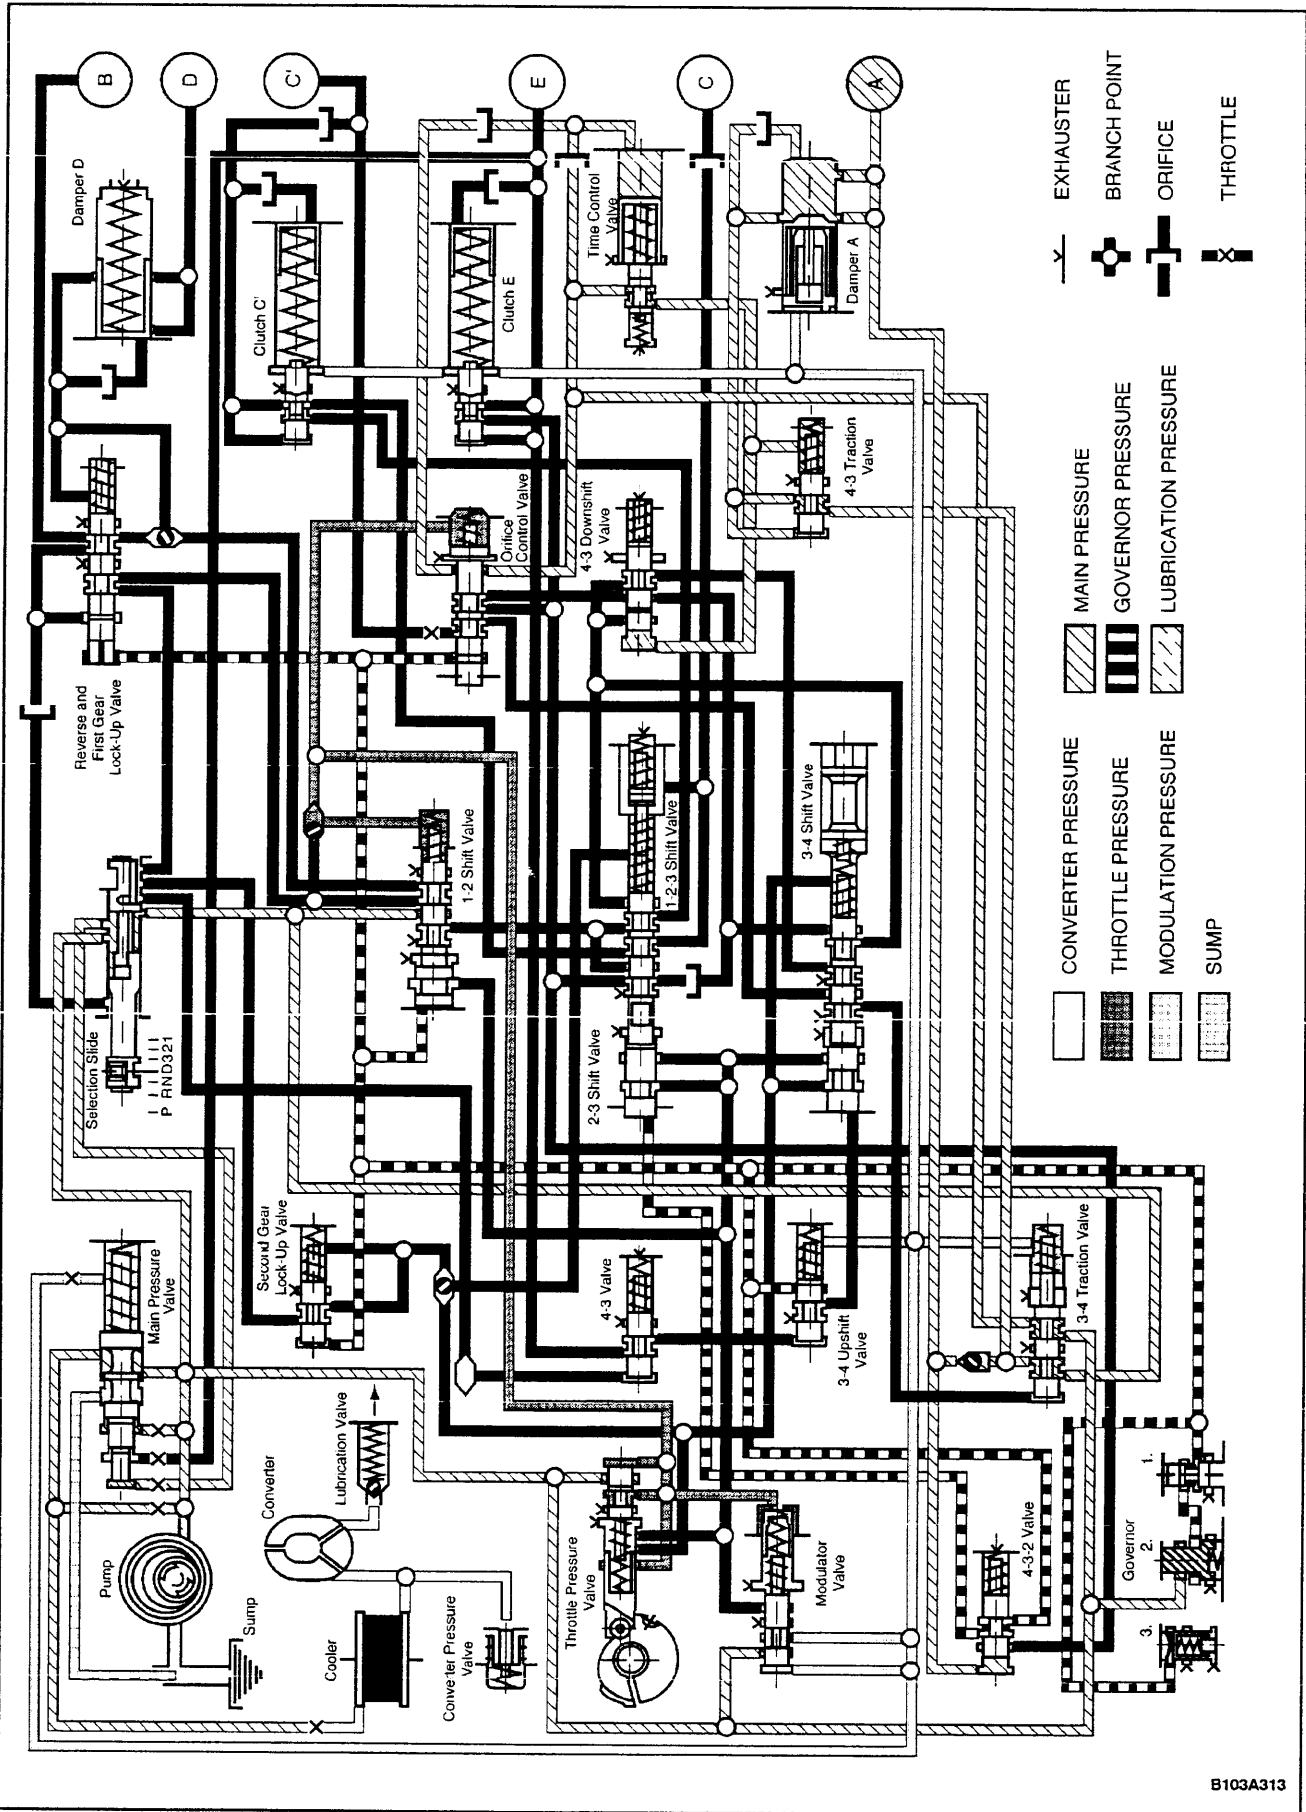 B
D
C'
E
C
A
Damper D
Clutch C'
Clutch E
Time Control
Valve
Damper A
Reverse and
First Gear
Lock-Up Valve
Orifice
Control Valve
4-3 Downshift
Valve
4-3 Traction
Valve
Selection Slide
P RND321
1-2 Shift Valve
1-2-3 Shift Valve
3-4 Shift Valve
2-3 Shift Valve
Main Pressure
Valve
Second Gear
Lock-Up Valve
4-3 Valve
3-4 Upshift
Valve
3-4 Traction Valve
Pump
Sump
Converter
Lubrication Valve
Cooler
Converter Pressure
Valve
Throttle Pressure
Valve
Modulator
Valve
4-3-2 Valve
Governor
1.
2.
3.
CONVERTER PRESSURE
THROTTLE PRESSURE
MODULATION PRESSURE
SUMP
MAIN PRESSURE
GOVERNOR PRESSURE
LUBRICATION PRESSURE
EXHAUSTER
BRANCH POINT
ORIFICE
THROTTLE
B103A313